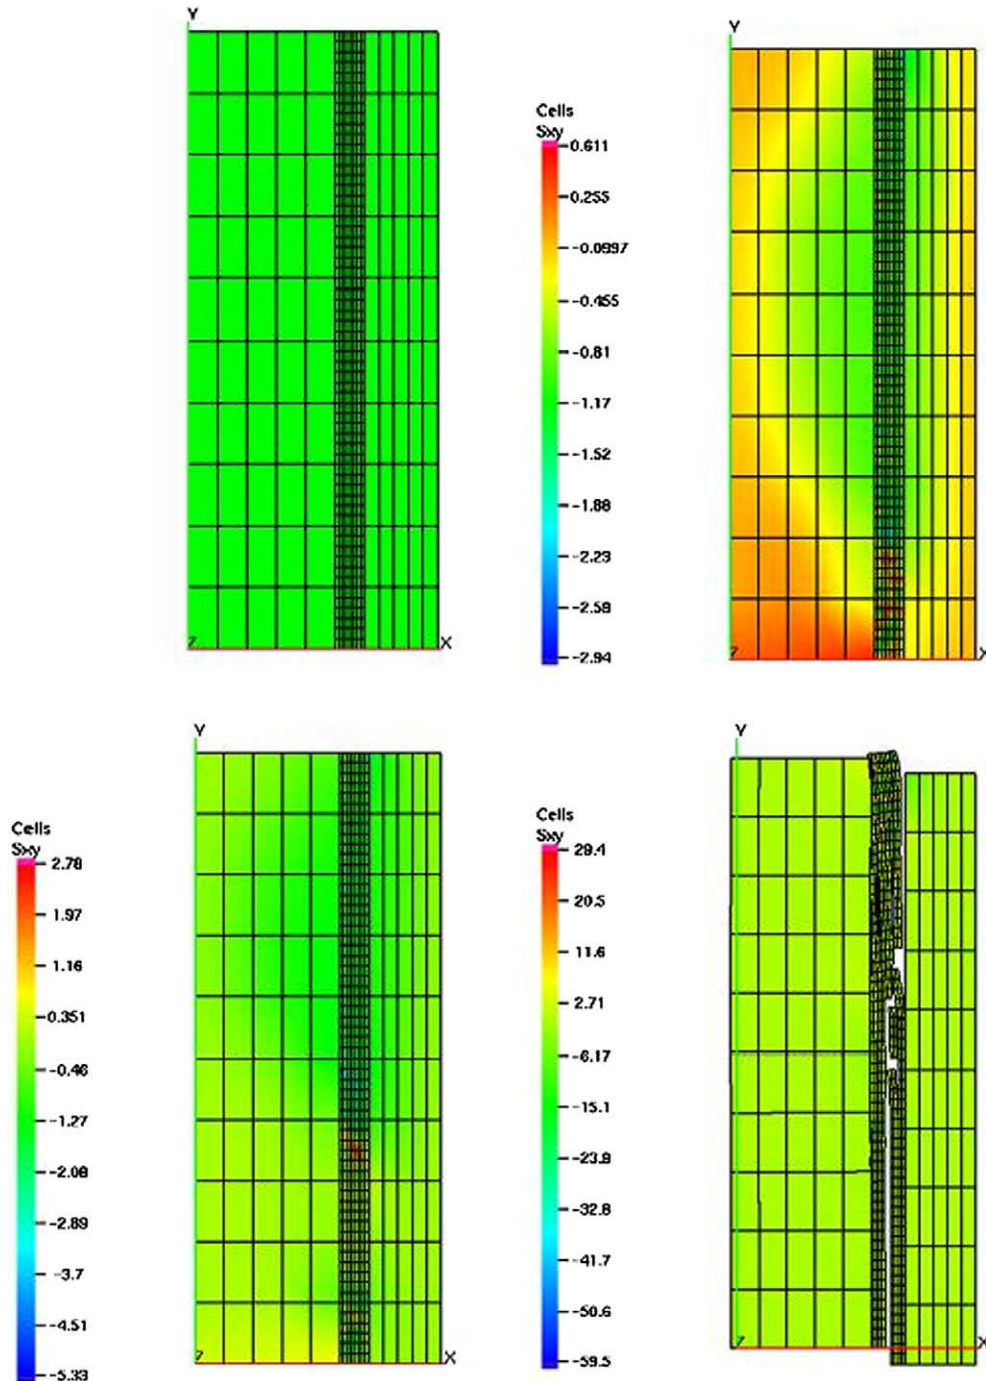 Y
X
Z
Cells
Sxy
0.611
0.255
-0.0997
-0.455
-0.81
-1.17
-1.52
-1.88
-2.23
-2.59
-2.94
Y
X
Z
Cells
Sxy
2.78
1.97
1.16
0.351
-0.46
-1.27
-2.08
-2.89
-3.7
-4.51
-5.33
Y
X
Z
Cells
Sxy
29.4
20.5
11.6
2.71
-6.17
-15.1
-23.9
-32.8
-41.7
-50.6
-59.5
Y
X
Z